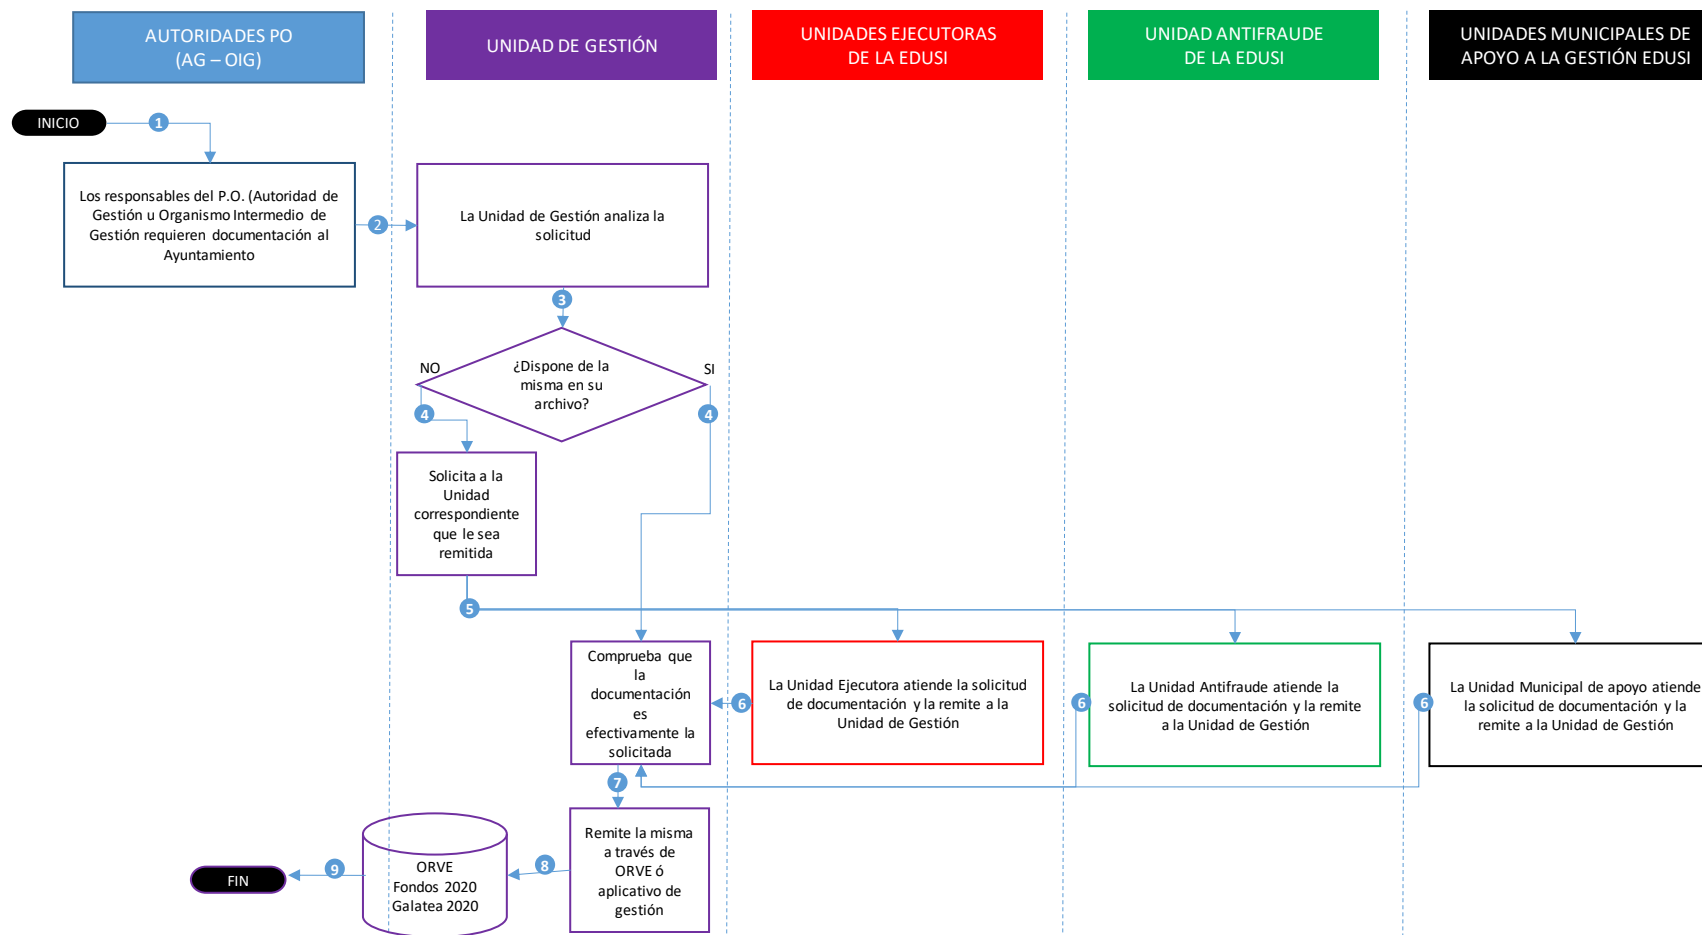 AUTORIDADES PO
(AG – OIG)
UNIDAD DE GESTIÓN
UNIDADES EJECUTORAS
DE LA EDUSI
UNIDAD ANTIFRAUDE
DE LA EDUSI
UNIDADES MUNICIPALES DE
APOYO A LA GESTIÓN EDUSI
INICIO
1
Los responsables del P.O. (Autoridad de
Gestión u Organismo Intermedio de
Gestión requieren documentación al
Ayuntamiento
2
La Unidad de Gestión analiza la
solicitud
3
¿Dispone de la
misma en su
archivo?
NO
SI
4
4
Solicita a la
Unidad
correspondiente
que le sea
remitida
5
Comprueba que
la
documentación
es
efectivamente la
solicitada
6
La Unidad Ejecutora atiende la solicitud
de documentación y la remite a la
Unidad de Gestión
6
La Unidad Antifraude atiende la
solicitud de documentación y la remite
a la Unidad de Gestión
6
La Unidad Municipal de apoyo atiende
la solicitud de documentación y la
remite a la Unidad de Gestión
7
Remite la misma
a través de
ORVE ó
aplicativo de
gestión
8
ORVE
Fondos 2020
Galatea 2020
9
FIN